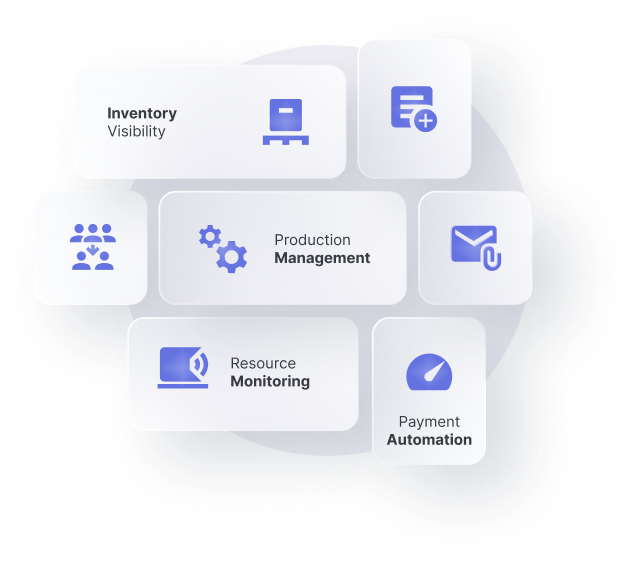 Inventory
Visibility
Production
Management
Resource
Monitoring
Payment
Automation